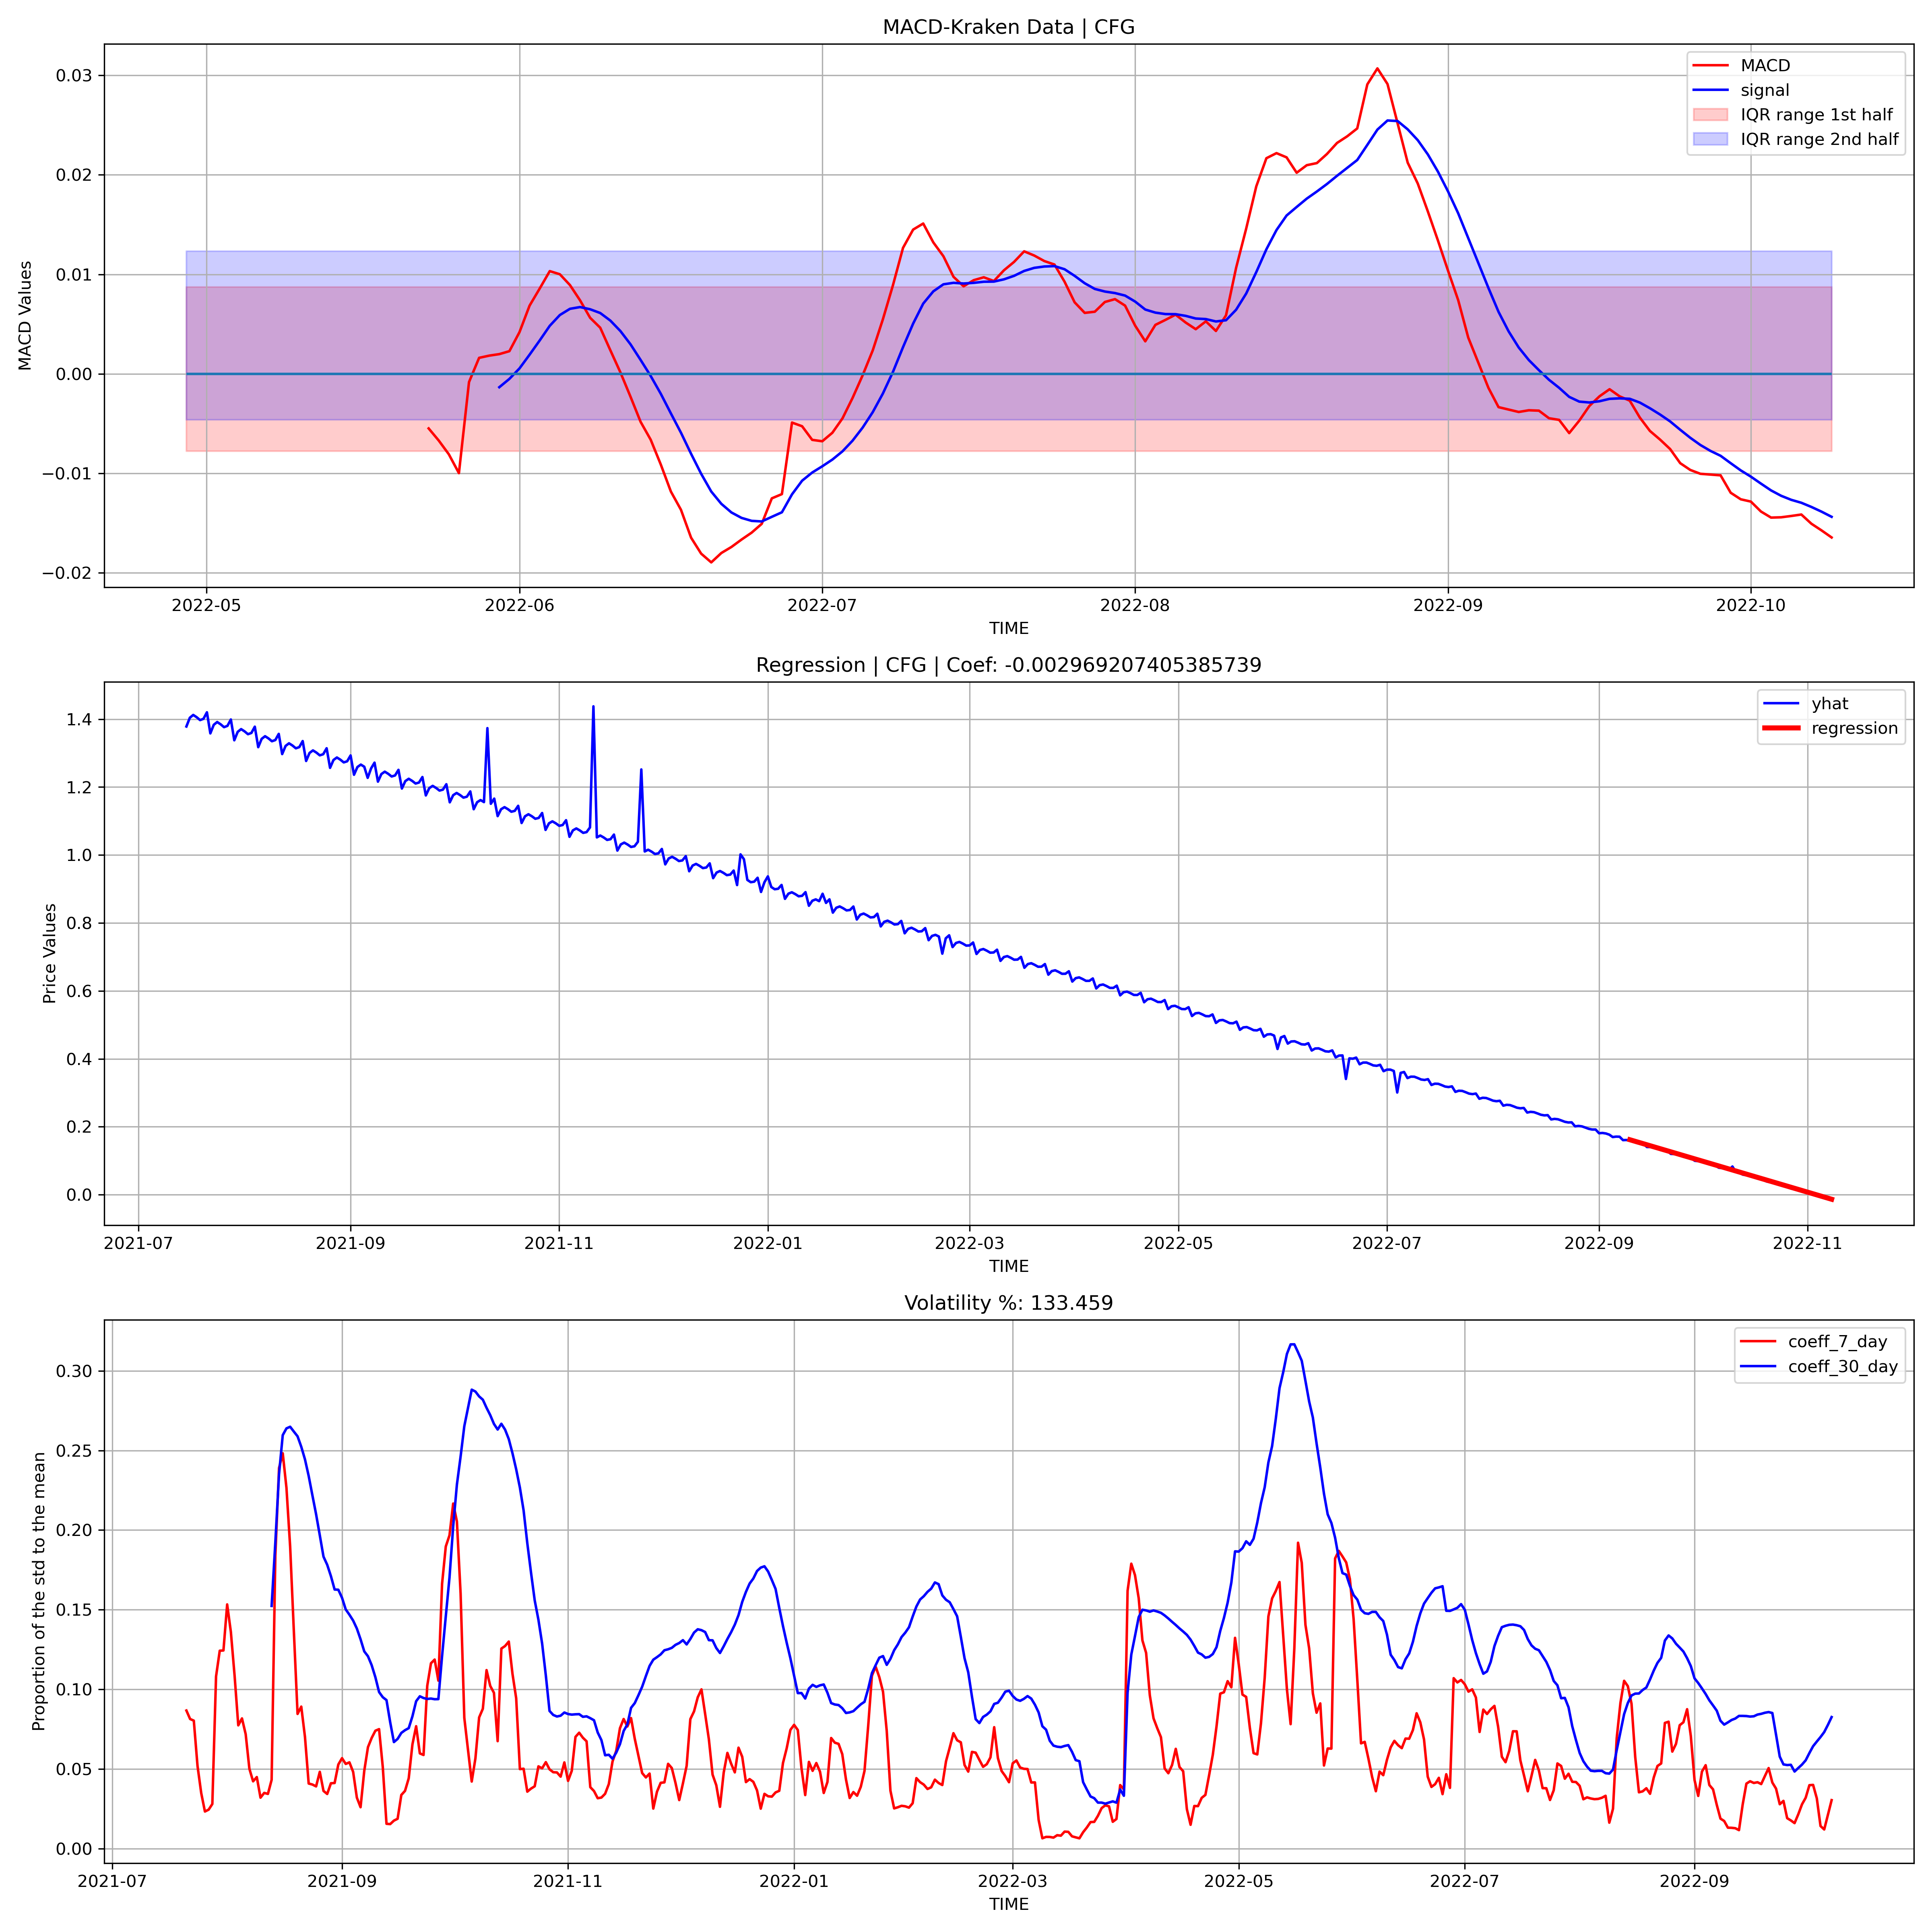 MACD-Kraken Data | CFG
MACD Values
0.03
0.02
0.01
0.00
−0.01
−0.02
MACD
signal
IQR range 1st half
IQR range 2nd half
2022-05 2022-06 2022-07 2022-08 2022-09 2022-10
TIME
Regression | CFG | Coef: -0.002969207405385739
Price Values
1.4
1.2
1.0
0.8
0.6
0.4
0.2
0.0
yhat
regression
2021-07 2021-09 2021-11 2022-01 2022-03 2022-05 2022-07 2022-09 2022-11
TIME
Volatility %: 133.459
Proportion of the std to the mean
0.30
0.25
0.20
0.15
0.10
0.05
0.00
coeff_7_day
coeff_30_day
2021-07 2021-09 2021-11 2022-01 2022-03 2022-05 2022-07 2022-09
TIME